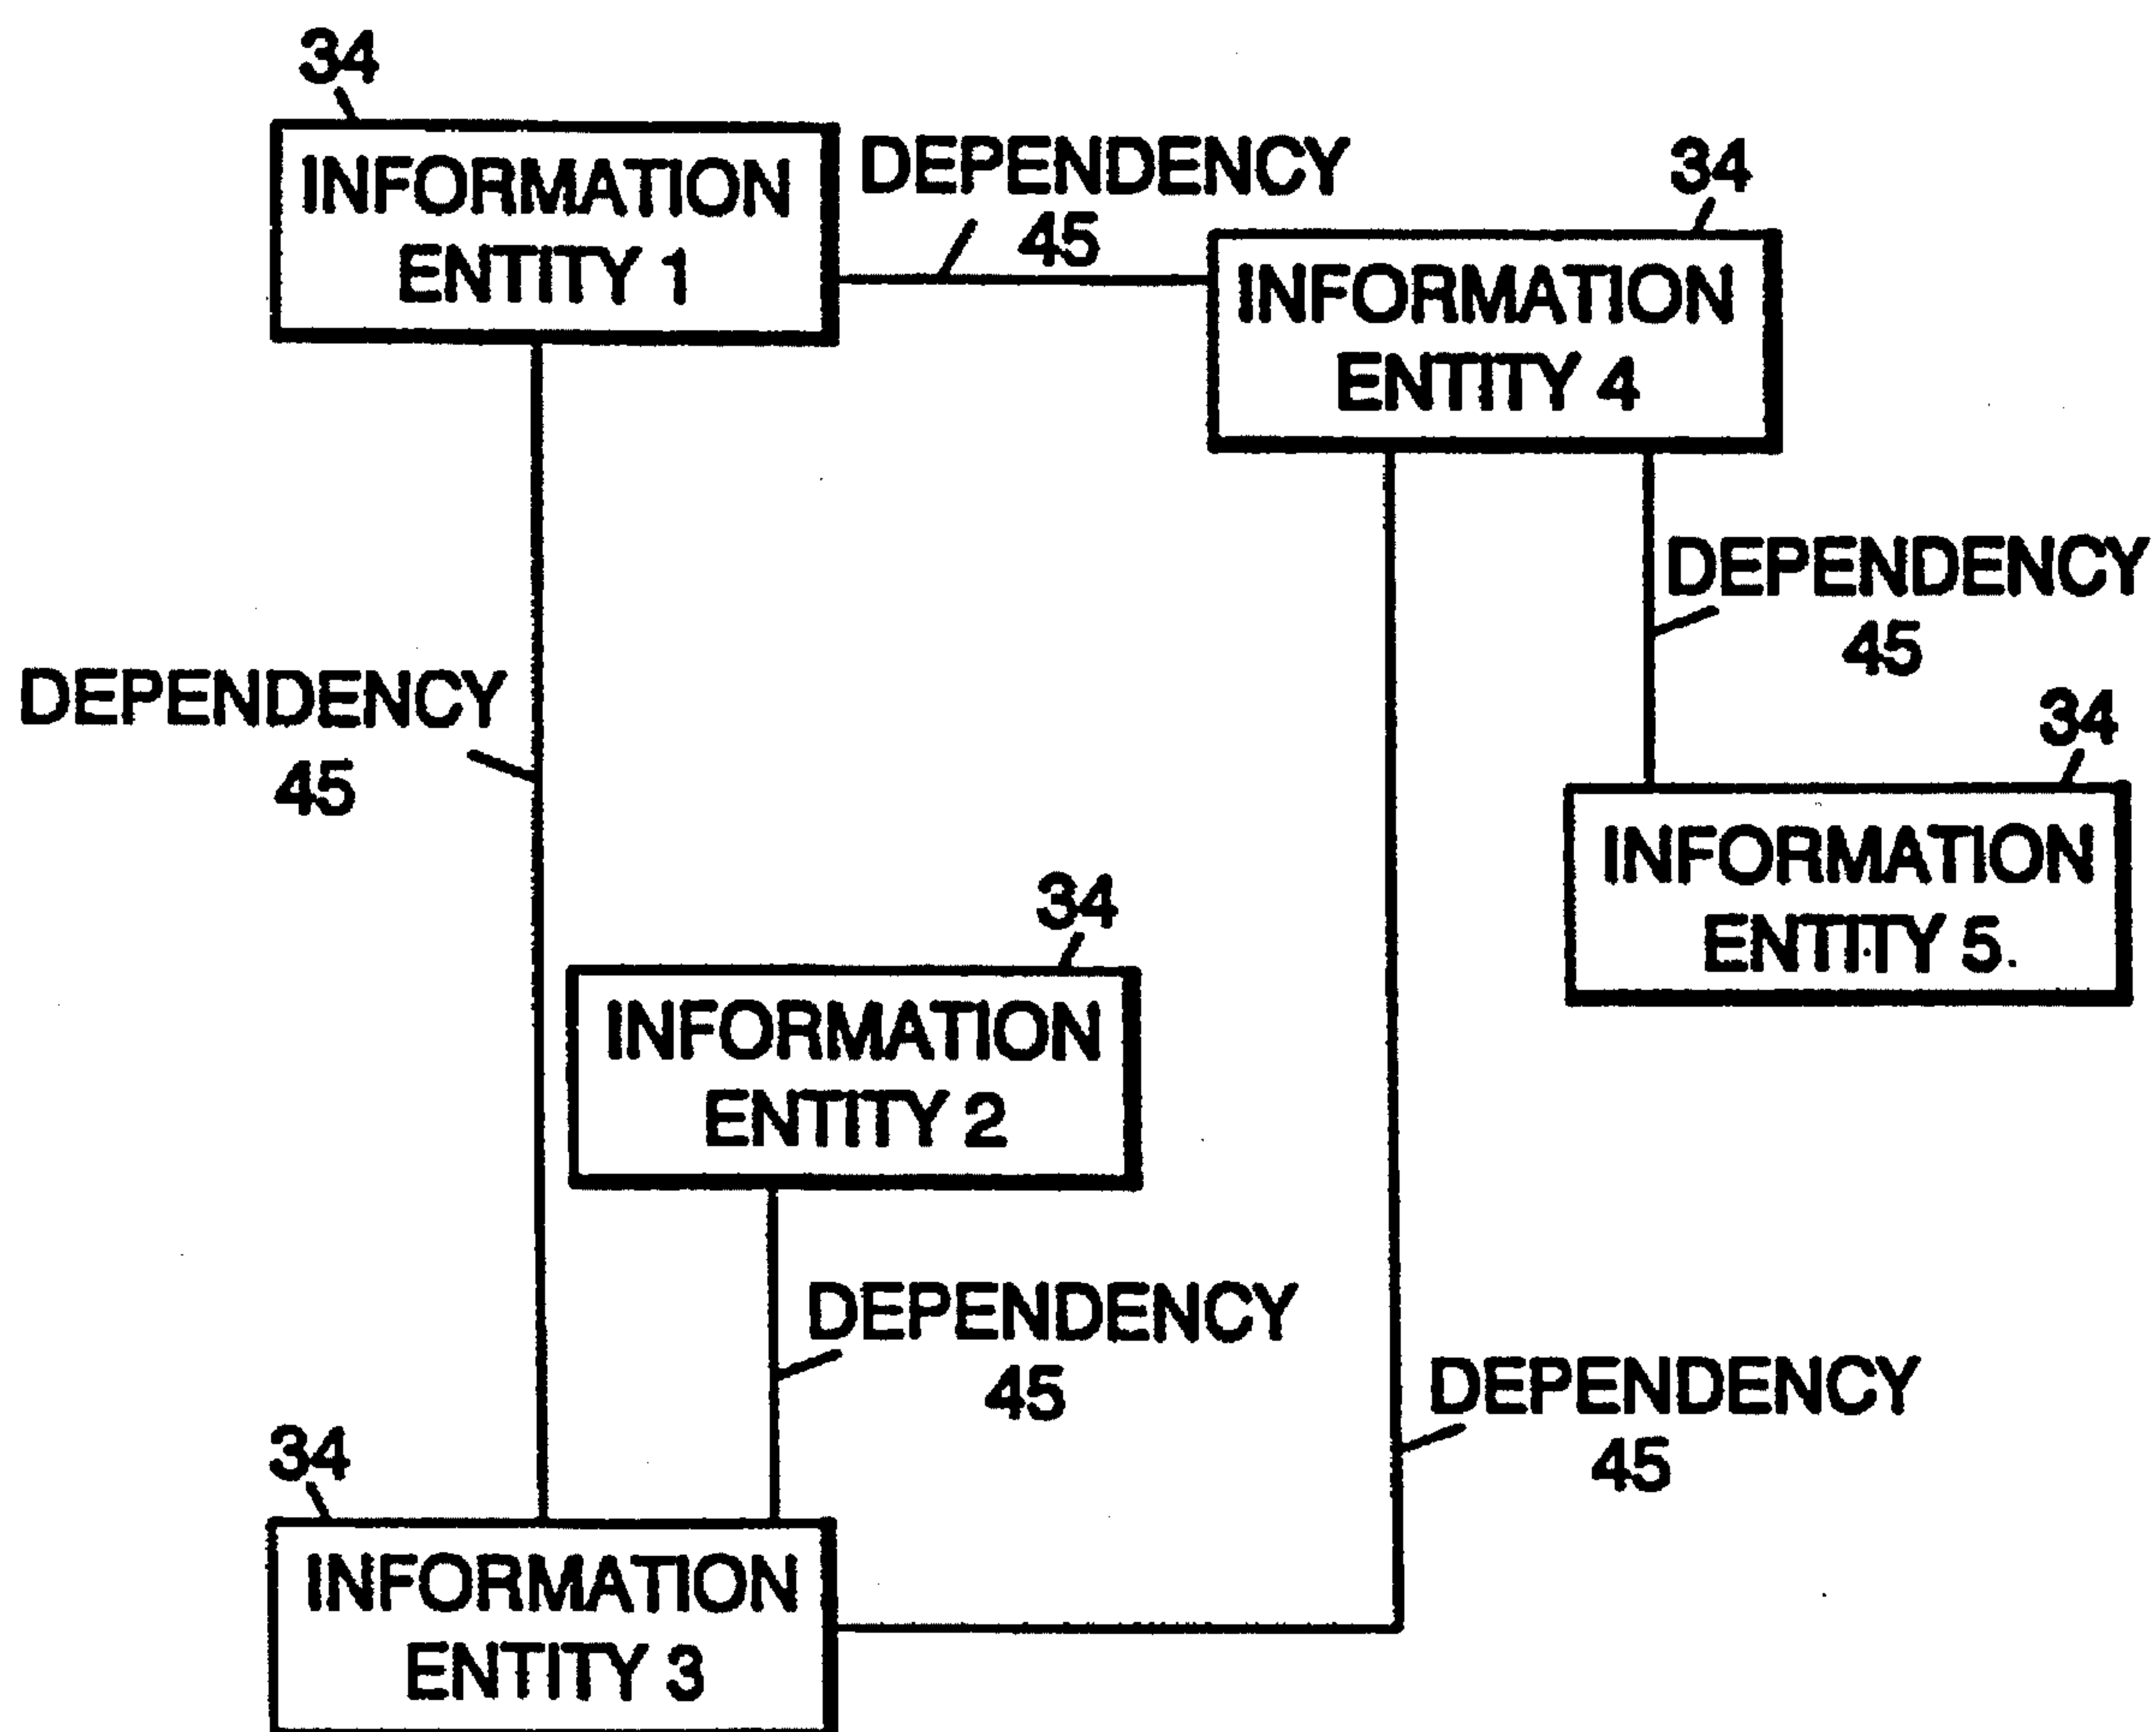 34
INFORMATION
ENTITY 1
DEPENDENCY
45
34
INFORMATION
ENTITY 4
DEPENDENCY
45
DEPENDENCY
45
34
INFORMATION
ENTITY 5.
34
INFORMATION
ENTITY 2
DEPENDENCY
45
DEPENDENCY
45
34
INFORMATION
ENTITY 3